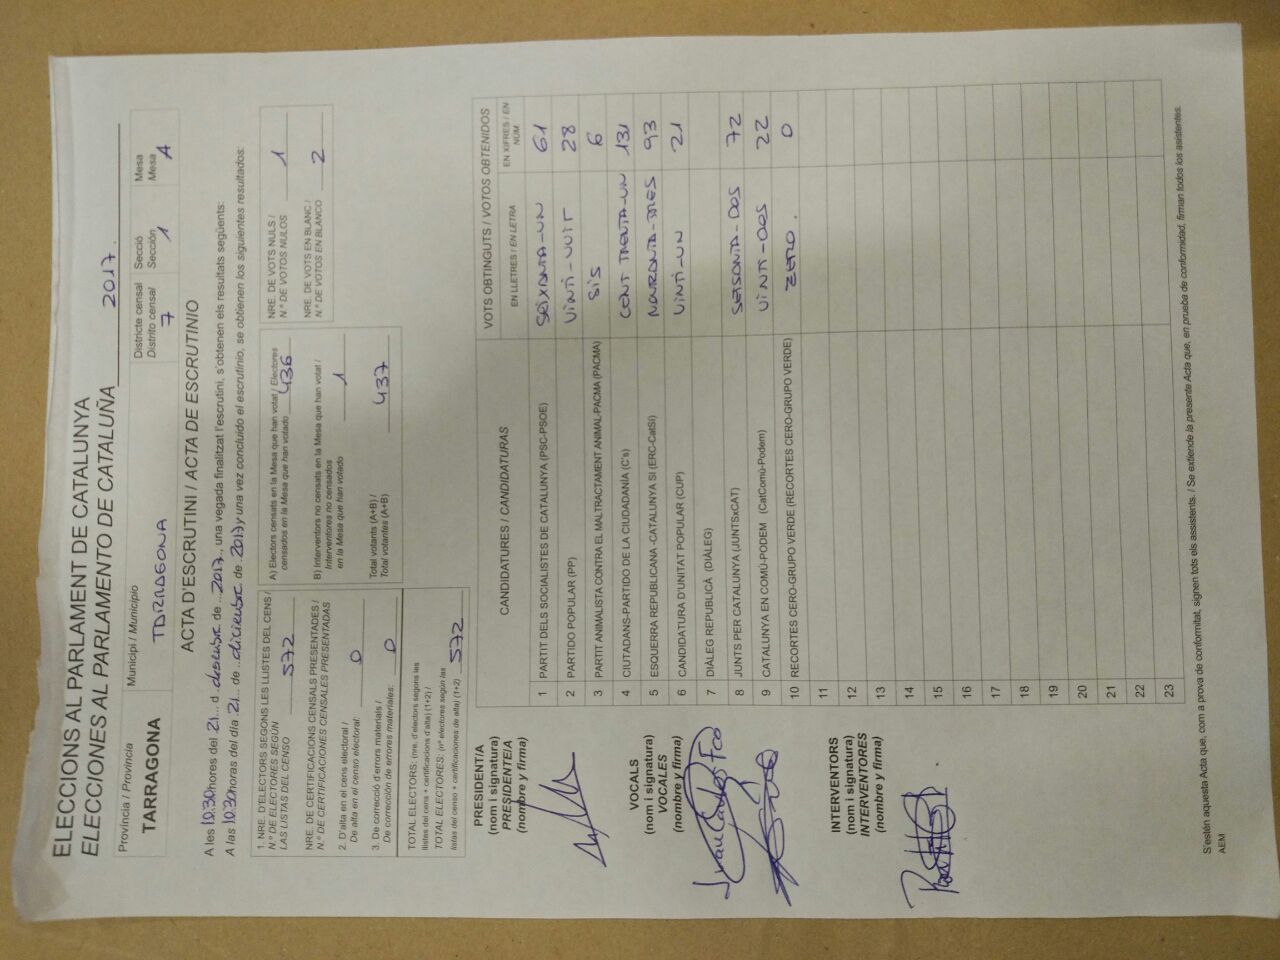 ELECCIONS AL PARLAMENT DE CATALUNYA
ELECCIONES AL PARLAMENTO DE CATALUÑA 2017.
Província / Provincia
TARRAGONA
Municipi / Municipio
TARRAGONA
Districte censal
Distrito censal
7
Secció
Sección
1
Mesa
Mesa
A
ACTA D'ESCRUTINI / ACTA DE ESCRUTINIO
A les 10:30 hores del 21 d desembre de 2017, una vegada finalitzat l'escrutini, s'obtenen els resultats següents:
A las 10:30 horas del día 21 de diciembre de 2017 y una vez concluido el escrutinio, se obtienen los siguientes resultados:
1. NRE. D'ELECTORS SEGONS LES LLISTES DEL CENS /
N.º DE ELECTORES SEGÚN
LAS LISTAS DEL CENSO 572
NRE. DE CERTIFICACIONS CENSALS PRESENTADES /
N.º DE CERTIFICACIONES CENSALES PRESENTADAS
2. D'alta en el cens electoral /
De alta en el censo electoral: 0
3. De correcció d'errors materials /
De corrección de errores materiales: 0
TOTAL ELECTORS: (nre. d'electors segons les
llistes del cens + certificacions d'alta) (1+2) /
TOTAL ELECTORES: (nº electores según las
listas del censo + certificaciones de alta) (1+2) 572
A) Electors censats en la Mesa que han votat / Electores
censados en la Mesa que han votado 436
B) Interventors no censats en la Mesa que han votat /
Interventores no censados
en la Mesa que han votado 1
Total votants (A+B) /
Total votantes (A+B) 437
NRE. DE VOTS NULS /
N.º DE VOTOS NULOS 1
NRE. DE VOTS EN BLANC /
N.º DE VOTOS EN BLANCO 2
PRESIDENTA
(nom i signatura)
PRESIDENTE/A
(nombre y firma)
VOCALS
(nom i signatura)
VOCALES
(nombre y firma)
INTERVENTORS
(nom i signatura)
INTERVENTORES
(nombre y firma)
CANDIDATURES / CANDIDATURAS
VOTS OBTINGUTS / VOTOS OBTENIDOS
EN LLETRES / EN LETRA
EN XIFRES / EN NÚM.
1 PARTIT DELS SOCIALISTES DE CATALUNYA (PSC-PSOE) SEIXANTA-UN 61
2 PARTIDO POPULAR (PP) VINTI-VUIT 28
3 PARTIT ANIMALISTA CONTRA EL MALTRACTAMENT ANIMAL-PACMA (PACMA) SIS 6
4 CIUTADANS-PARTIDO DE LA CIUDADANÍA (C's) CENT TRENTA-UN 131
5 ESQUERRA REPUBLICANA -CATALUNYA SI (ERC-CatSí) NORONTA-TRES 93
6 CANDIDATURA D'UNITAT POPULAR (CUP) VINTI-UN 21
7 DIÀLEG REPUBLICÀ (DIÀLEG)
8 JUNTS PER CATALUNYA (JUNTSxCAT) SETSONTA-DOS 72
9 CATALUNYA EN COMÚ-PODEM (CatComú-Podem) VINTI-DOS 22
10 RECORTES CERO-GRUPO VERDE (RECORTES CERO-GRUPO VERDE) ZERO. 0
11
12
13
14
15
16
17
18
19
20
21
22
23
S'estén aquesta Acta que, com a prova de conformitat, signen tots els assistents. / Se extiende la presente Acta que, en prueba de conformidad, firman todos los asistentes.
AEM